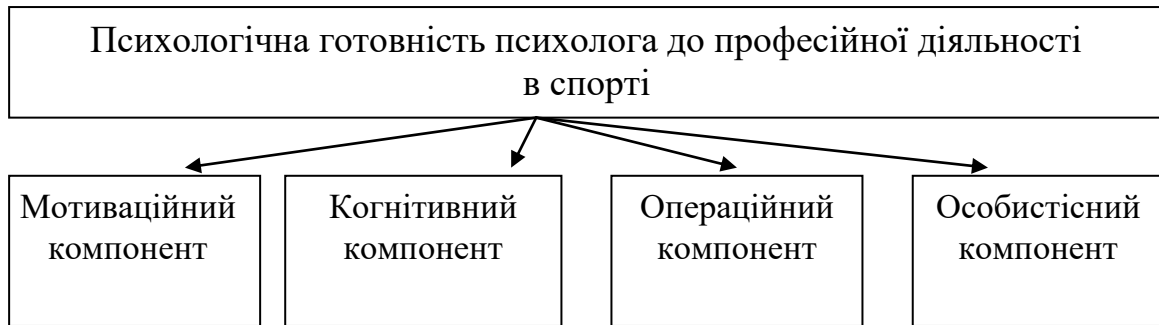 Психологічна готовність психолога до професійної діяльності
в спорті
Мотиваційний
компонент
Когнітивний
компонент
Операційний
компонент
Особистісний
компонент